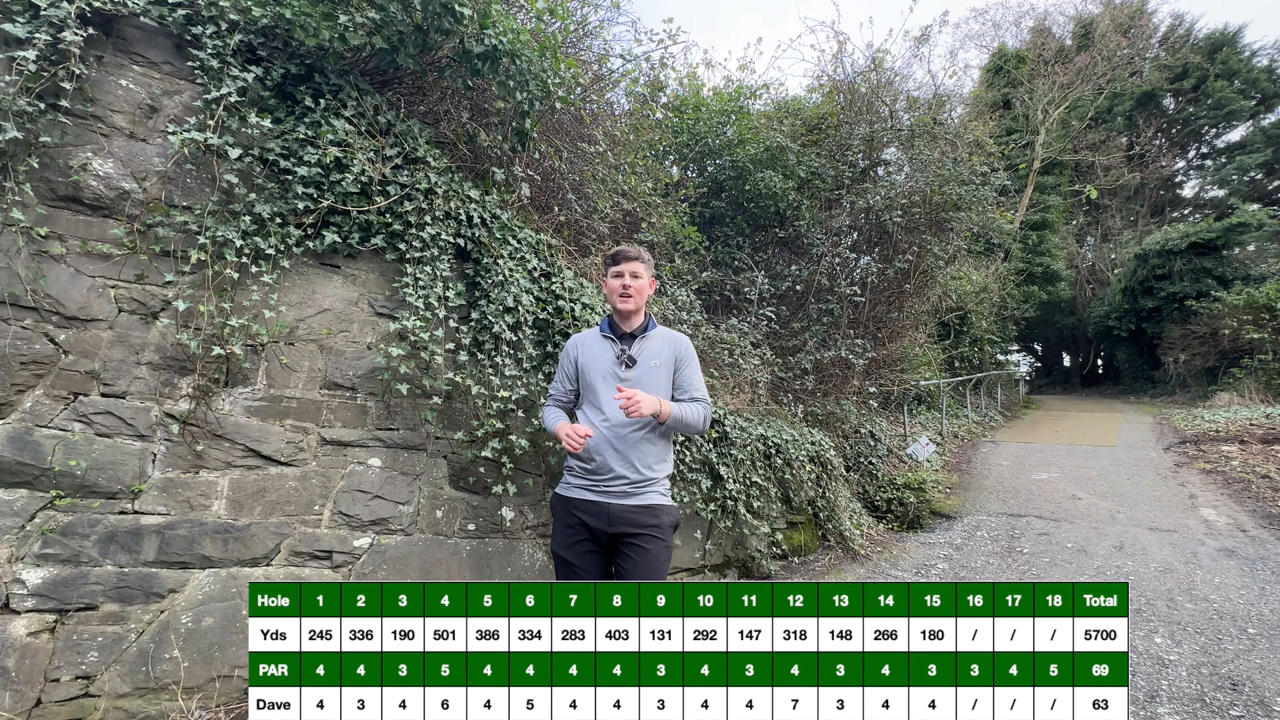 CK
Hole 1 2 3 4 5 6 7 8 9 10 11 12 13 14 15 16 17 18 Total
Yds 245 336 190 501 386 334 283 403 131 292 147 318 148 266 180 / / / 5700
PAR 4 4 3 5 4 4 4 4 3 4 3 4 3 4 3 3 4 5 69
Dave 4 3 4 6 4 5 4 4 3 4 4 7 3 4 4 / / / 63